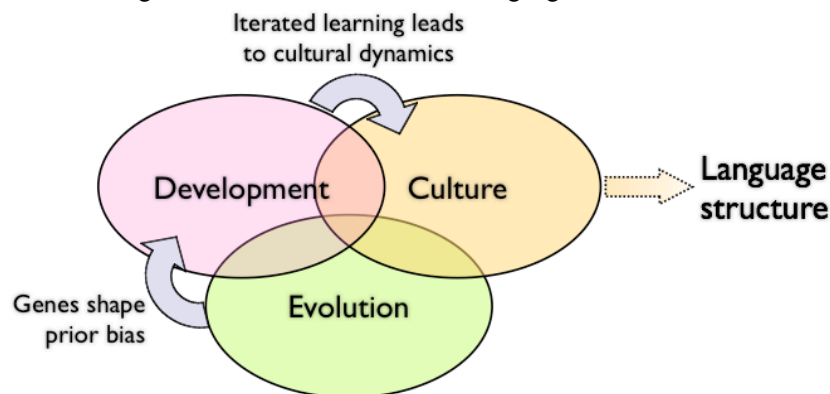 Iterated learning leads
to cultural dynamics
Development
Culture
Language
structure
Genes shape
prior bias
Evolution